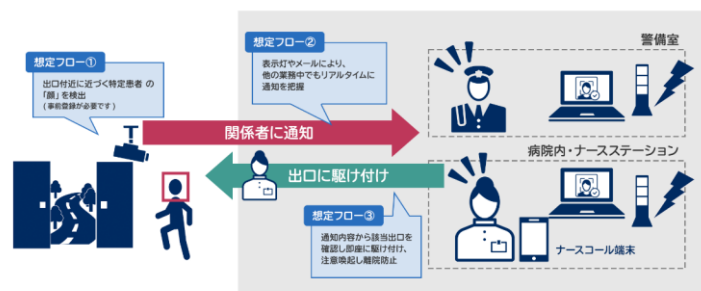 想定フロー①
出口付近に近づく特定患者 の
「顔」を検出
(事前登録が必要です)
想定フロー②
表示灯やメールにより、
他の業務中でもリアルタイムに
通知を把握
警備室
関係者に通知
病院内・ナースステーション
出口に駆け付け
想定フロー③
通知内容から該当出口を
確認し即座に駆け付け、
注意喚起し離院防止
ナースコール端末